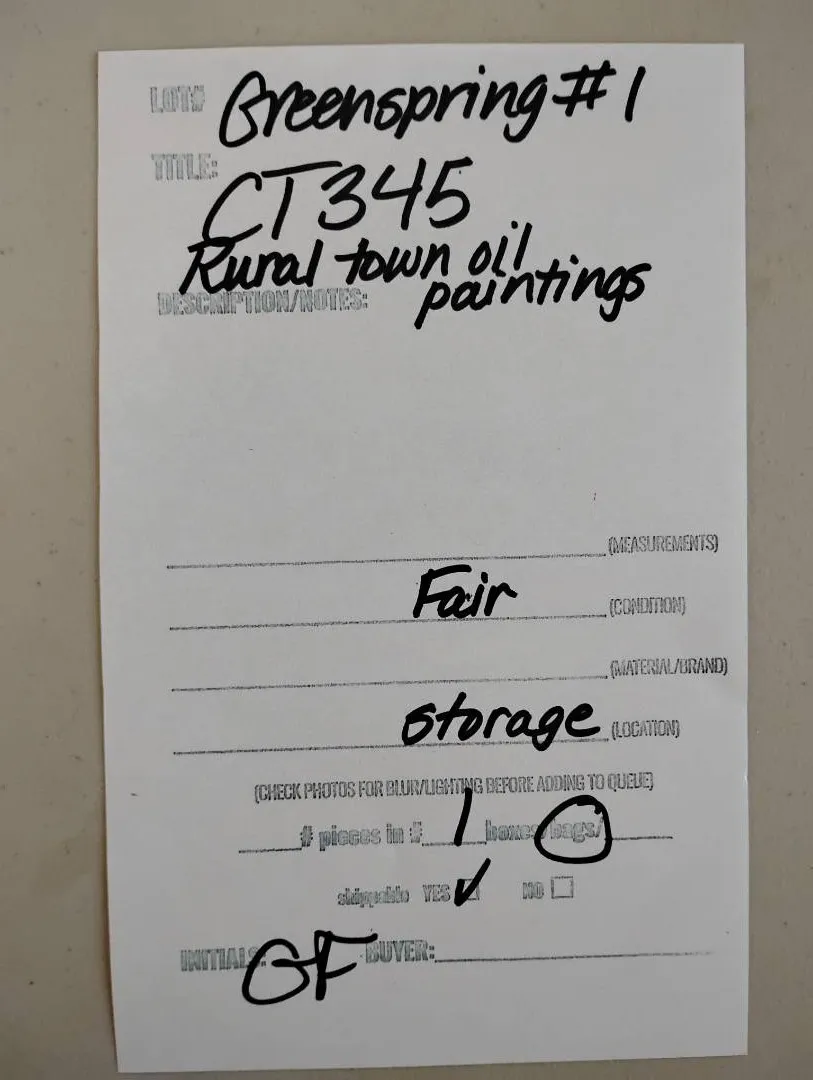 LOT# Greenspring #1
TITLE: CT345
Rural town oil
paintings
DESCRIPTION/NOTES:
(MEASUREMENTS)
Fair (CONDITION)
(MATERIAL/BRAND)
storage (LOCATION)
(CHECK PHOTOS FOR BLUR/LIGHTING BEFORE ADDING TO QUEUE)
# pieces in # 1 boxes/bags/
shippable YES ✓ NO
INITIALS: GF BUYER: